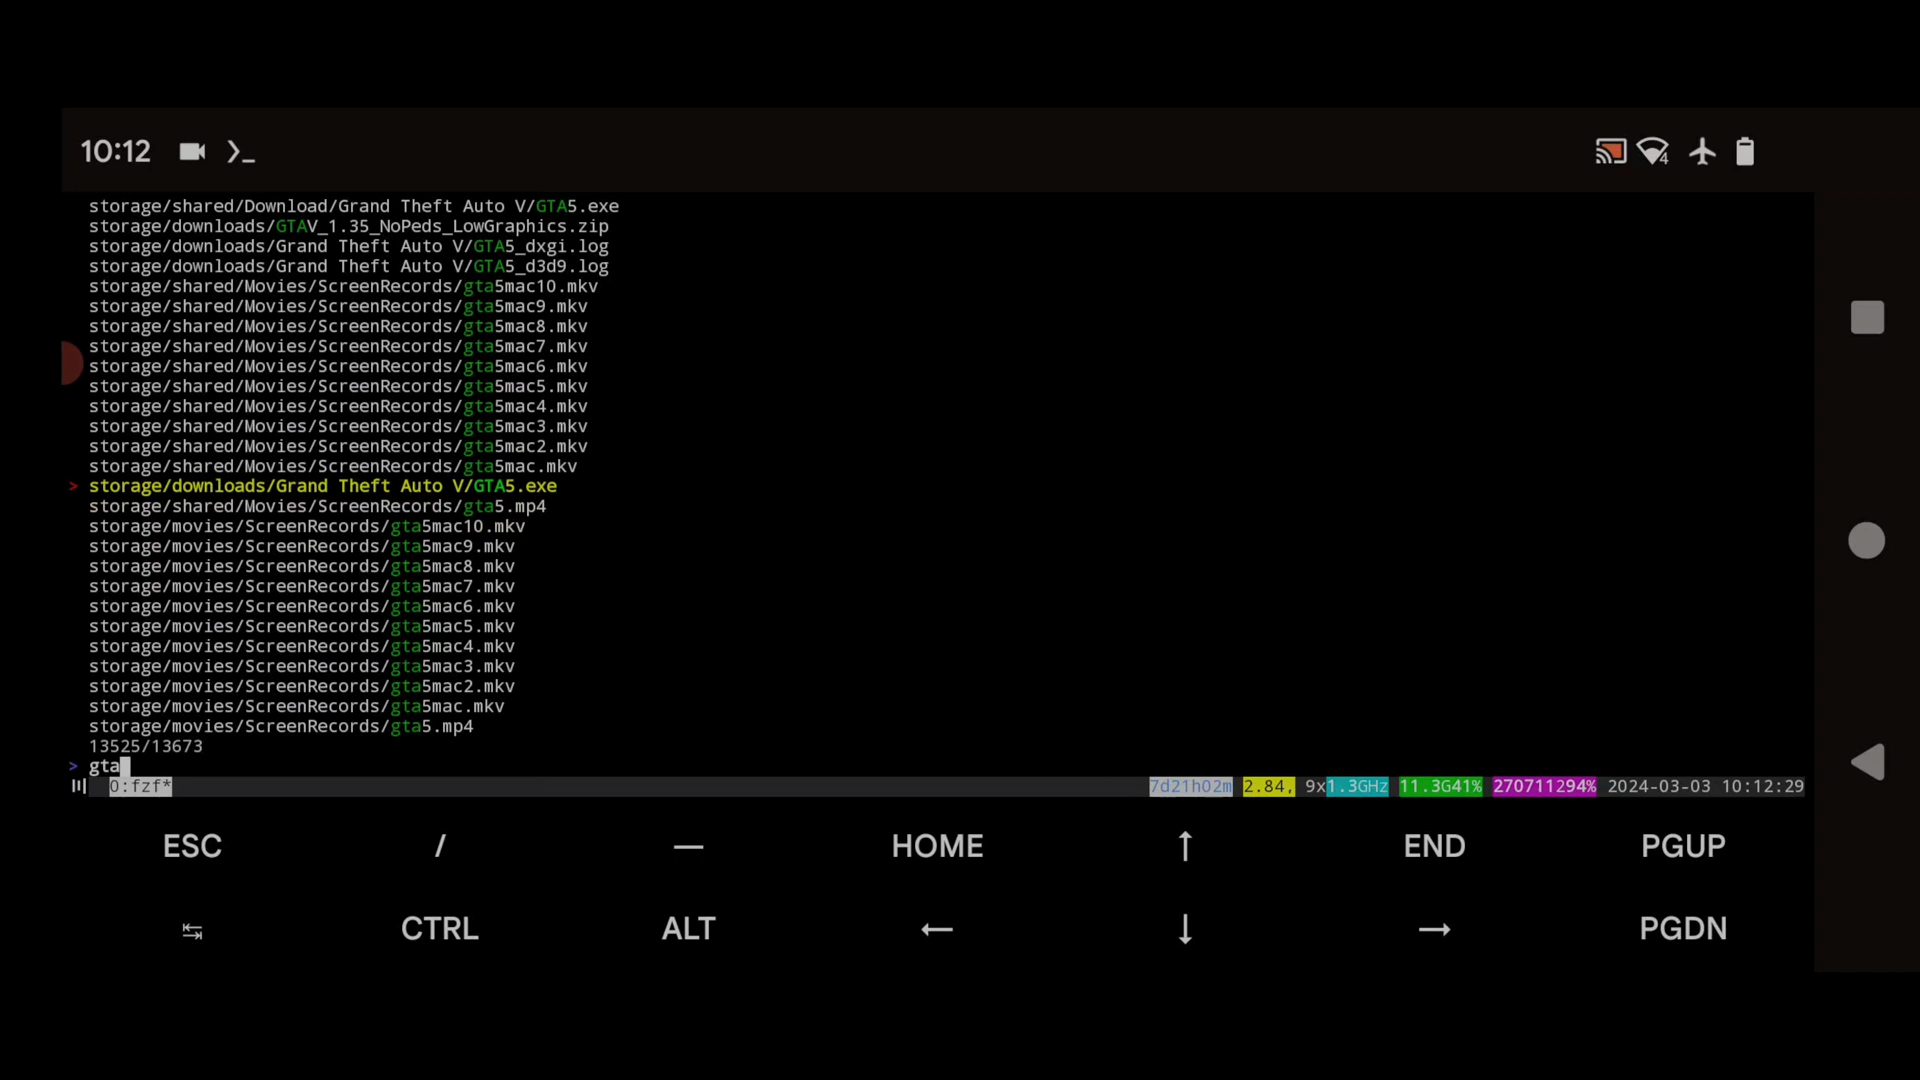 10:12
storage/shared/Download/Grand Theft Auto V/GTA5.exe
storage/downloads/GTAV_1.35_NoPeds_LowGraphics.zip
storage/downloads/Grand Theft Auto V/GTA5_dxgi.log
storage/downloads/Grand Theft Auto V/GTA5_d3d9.log
storage/shared/Movies/ScreenRecords/gta5mac10.mkv
storage/shared/Movies/ScreenRecords/gta5mac9.mkv
storage/shared/Movies/ScreenRecords/gta5mac8.mkv
storage/shared/Movies/ScreenRecords/gta5mac7.mkv
storage/shared/Movies/ScreenRecords/gta5mac6.mkv
storage/shared/Movies/ScreenRecords/gta5mac5.mkv
storage/shared/Movies/ScreenRecords/gta5mac4.mkv
storage/shared/Movies/ScreenRecords/gta5mac3.mkv
storage/shared/Movies/ScreenRecords/gta5mac2.mkv
storage/shared/Movies/ScreenRecords/gta5mac.mkv
> storage/downloads/Grand Theft Auto V/GTA5.exe
storage/shared/Movies/ScreenRecords/gta5.mp4
storage/movies/ScreenRecords/gta5mac10.mkv
storage/movies/ScreenRecords/gta5mac9.mkv
storage/movies/ScreenRecords/gta5mac8.mkv
storage/movies/ScreenRecords/gta5mac7.mkv
storage/movies/ScreenRecords/gta5mac6.mkv
storage/movies/ScreenRecords/gta5mac5.mkv
storage/movies/ScreenRecords/gta5mac4.mkv
storage/movies/ScreenRecords/gta5mac3.mkv
storage/movies/ScreenRecords/gta5mac2.mkv
storage/movies/ScreenRecords/gta5mac.mkv
storage/movies/ScreenRecords/gta5.mp4
13525/13673
> gta
0:fzf* 7d21h02m 2.84, 9x1.3GHz 11.3G41% 270711294% 2024-03-03 10:12:29
ESC / — HOME ↑ END PGUP
↹ CTRL ALT ← ↓ → PGDN